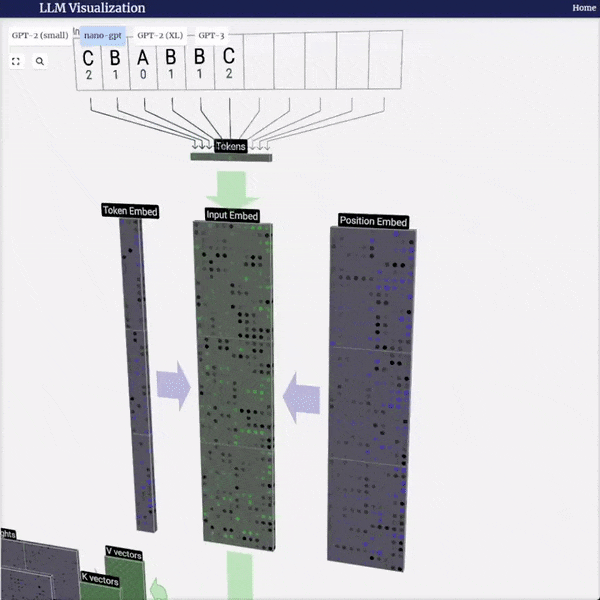 LLM Visualization
Home
GPT-2 (small)
In
nano-gpt
GPT-2 (XL)
GPT-3
C B A B B C
2 1 0 1 1 2
Tokens
Token Embed
Input Embed
Position Embed
ghts
V vectors
K vectors